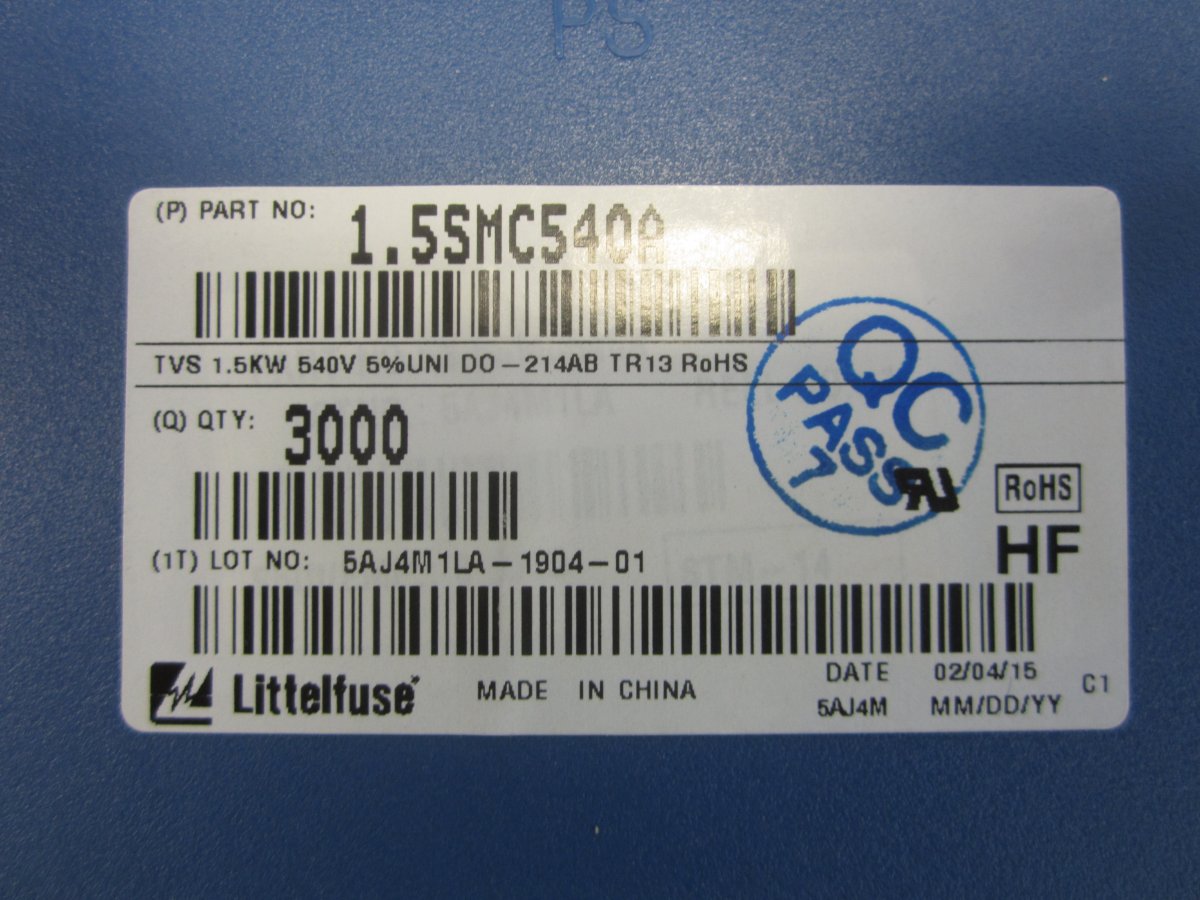 PS
(P) PART NO: 1.5SMC540A
TVS 1.5KW 540V 5%UNI DO-214AB TR13 RoHS
(Q) QTY: 3000
QC
PASS
7
RoHS
HF
(1T) LOT NO: 5AJ4M1LA-1904-01
Littelfuse MADE IN CHINA
DATE 02/04/15
5AJ4M MM/DD/YY
C1